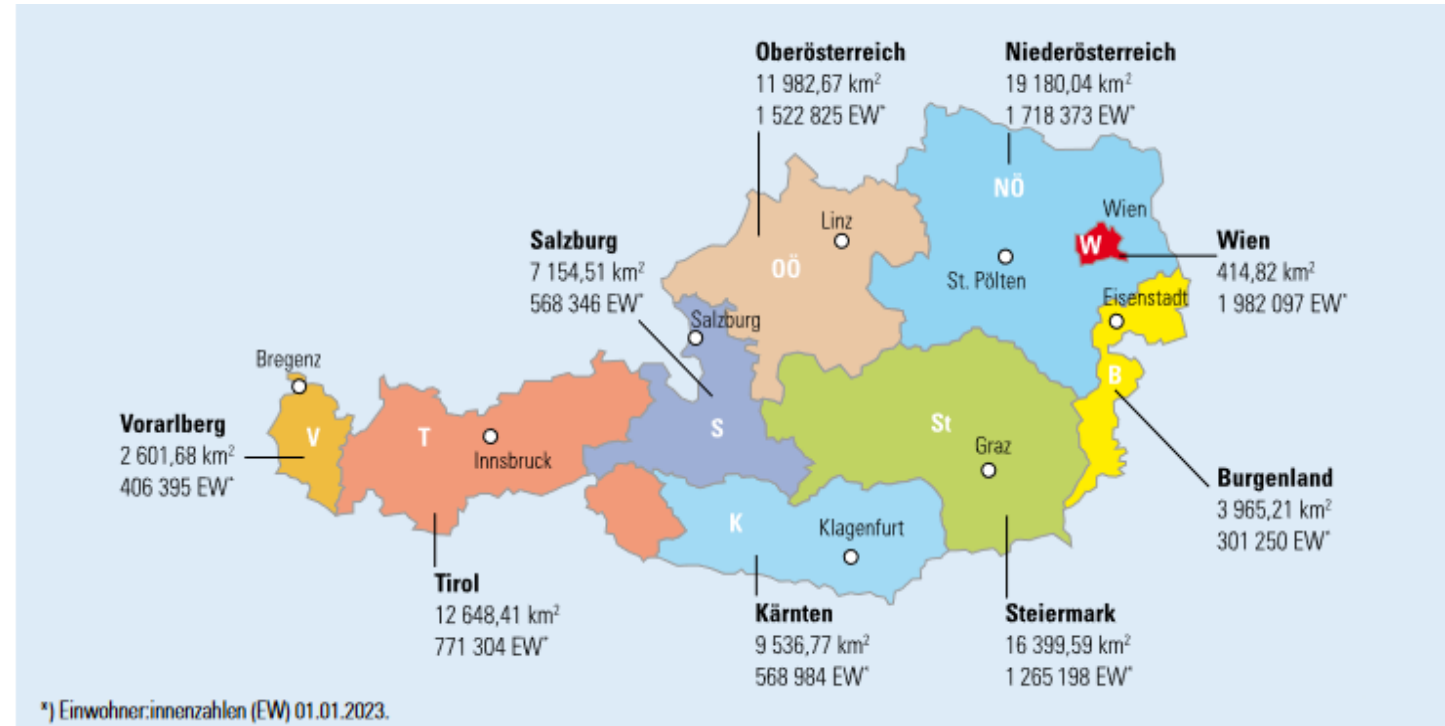 Oberösterreich
11 982,67 km²
1 522 825 EW*
Niederösterreich
19 180,04 km²
1 718 373 EW*
NÖ
Wien
Linz
W
Salzburg
7 154,51 km²
568 346 EW*
OÖ
St. Pölten
Wien
414,82 km²
1 982 097 EW*
Eisenstadt
Salzburg
Bregenz
B
Vorarlberg
2 601,68 km²
406 395 EW*
V
T
Innsbruck
S
St
Graz
Burgenland
3 965,21 km²
301 250 EW*
K
Klagenfurt
Tirol
12 648,41 km²
771 304 EW*
Kärnten
9 536,77 km²
568 984 EW*
Steiermark
16 399,59 km²
1 265 198 EW*
*) Einwohner:innenzahlen (EW) 01.01.2023.